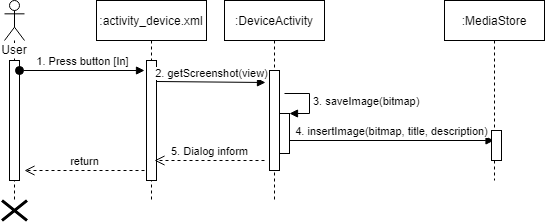 :activity_device.xml
:DeviceActivity
:MediaStore
User
1. Press button [In]
2. getScreenshot(view)
3. saveImage(bitmap)
4. insertImage(bitmap, title, description)
5. Dialog inform
return